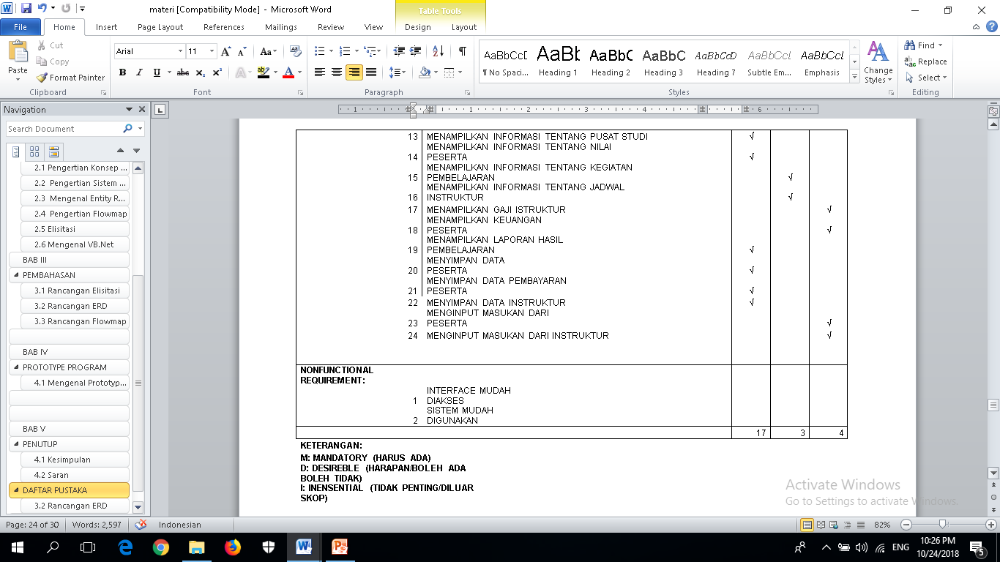 materi [Compatibility Mode] - Microsoft Word
Table Tools
File Home Insert Page Layout References Mailings Review View Design Layout
Paste
Cut
Copy
Format Painter
Clipboard
Arial 11
Font
Paragraph
AaBbCcI AaBb AaBbC AaBbC AaBbCcD AaBbCcl AaBbCcl
¶ No Spaci... Heading 1 Heading 2 Heading 3 Heading 7 Subtle Em... Emphasis
Change Styles
Styles
Find
Replace
Select
Editing
Navigation
Search Document
2.1 Pengertian Konsep ...
2.2 Pengertian Sistem ...
2.3 Mengenal Entity R...
2.4 Pengertian Flowmap
2.5 Elisitasi
2.6 Mengenal VB.Net
BAB III
PEMBAHASAN
3.1 Rancangan Elisitasi
3.2 Rancangan ERD
3.3 Rancangan Flowmap
BAB IV
PROTOTYPE PROGRAM
4.1 Mengenal Prototyp...
BAB V
PENUTUP
4.1 Kesimpulan
4.2 Saran
DAFTAR PUSTAKA
3.2 Rancangan ERD
1 1 2 3 4 6
13 MENAMPILKAN INFORMASI TENTANG PUSAT STUDI √
MENAMPILKAN INFORMASI TENTANG NILAI
14 PESERTA √
MENAMPILKAN INFORMASI TENTANG KEGIATAN
15 PEMBELAJARAN √
MENAMPILKAN INFORMASI TENTANG JADWAL
16 INSTRUKTUR √
17 MENAMPILKAN GAJI ISTRUKTUR √
MENAMPILKAN KEUANGAN
18 PESERTA √
MENAMPILKAN LAPORAN HASIL
19 PEMBELAJARAN √
MENYIMPAN DATA
20 PESERTA √
MENYIMPAN DATA PEMBAYARAN
21 PESERTA √
22 MENYIMPAN DATA INSTRUKTUR √
MENGINPUT MASUKAN DARI
23 PESERTA √
24 MENGINPUT MASUKAN DARI INSTRUKTUR √
NONFUNCTIONAL
REQUIREMENT:
INTERFACE MUDAH
1 DIAKSES
SISTEM MUDAH
2 DIGUNAKAN
17 3 4
KETERANGAN:
M: MANDATORY (HARUS ADA)
D: DESIREBLE (HARAPAN/BOLEH ADA
BOLEH TIDAK)
I: INENSENTIAL (TIDAK PENTING/DILUAR
SKOP)
Activate Windows
Go to Settings to activate Windows.
Page: 24 of 30 Words: 2,597 Indonesian 82%
ENG
10:26 PM
10/24/2018
5